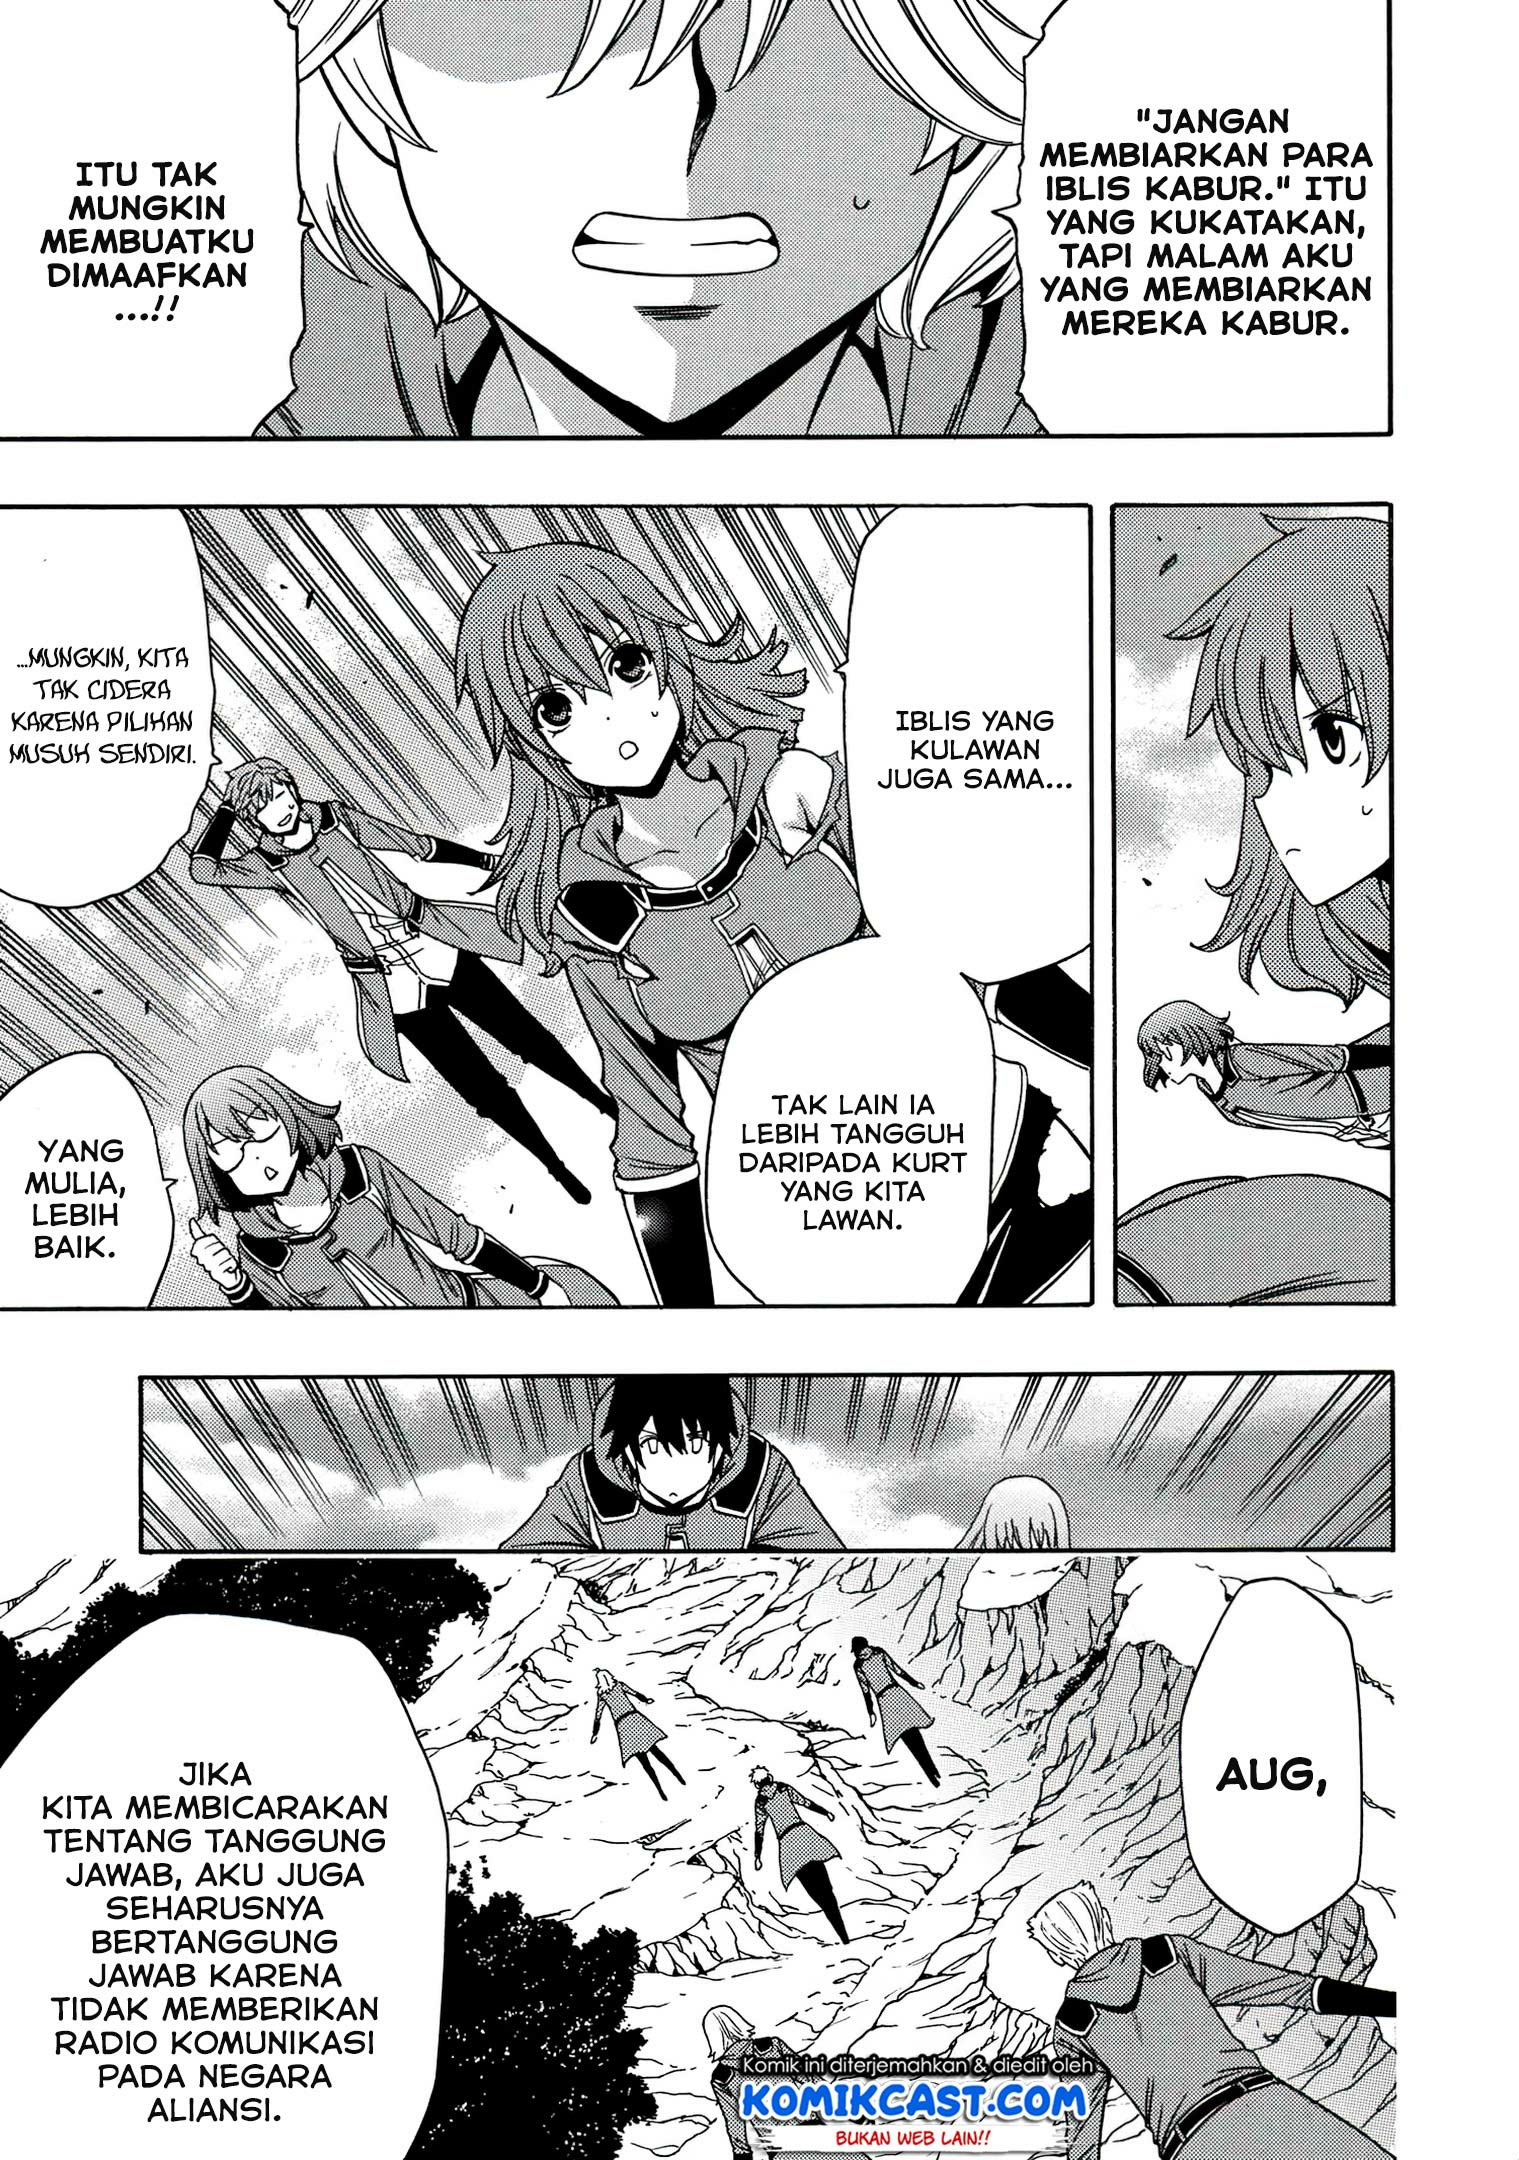 "JANGAN
MEMBIARKAN PARA
IBLIS KABUR." ITU
YANG KUKATAKAN,
TAPI MALAM AKU
YANG MEMBIARKAN
MEREKA KABUR.
ITU TAK
MUNGKIN
MEMBUATKU
DIMAAFKAN
...!!
IBLIS YANG
KULAWAN
JUGA SAMA...
TAK LAIN IA
LEBIH TANGGUH
DARIPADA KURT
YANG KITA
LAWAN.
...MUNGKIN, KITA
TAK CIDERA
KARENA PILIHAN
MUSUH SENDIRI.
YANG
MULIA,
LEBIH
BAIK.
AUG,
JIKA
KITA MEMBICARAKAN
TENTANG TANGGUNG
JAWAB, AKU JUGA
SEHARUSNYA
BERTANGGUNG
JAWAB KARENA
TIDAK MEMBERIKAN
RADIO KOMUNIKASI
PADA NEGARA
ALIANSI.
Komik ini diterjemahkan & diedit oleh
KOMIKCAST.COM
BUKAN WEB LAIN!!